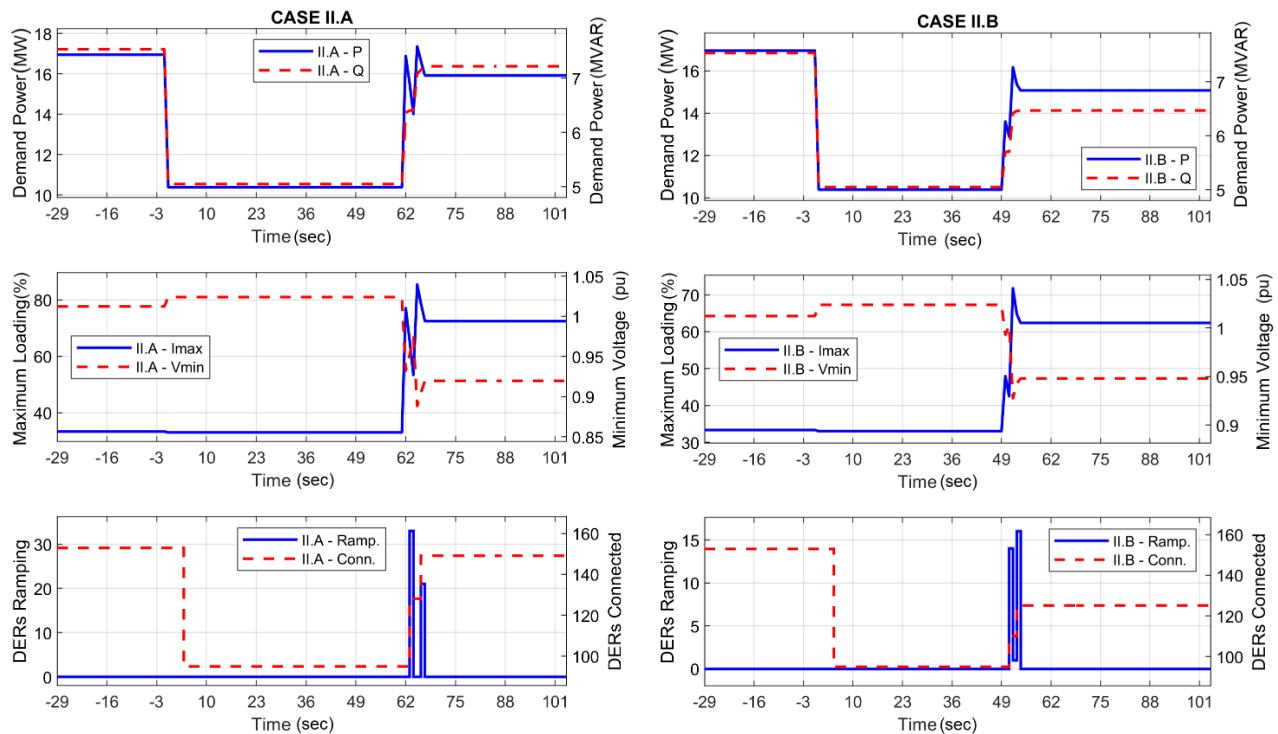 CASE II.A
Demand Power (MW)
18
16
14
12
10
II.A - P
II.A - Q
7
6
5
Demand Power (MVAR)
-29 -16 -3 10 23 36 49 62 75 88 101
Time (sec)
CASE II.B
Demand Power (MW)
16
14
12
10
II.B - P
II.B - Q
7
6
5
Demand Power (MVAR)
-29 -16 -3 10 23 36 49 62 75 88 101
Time (sec)
Maximum Loading(%)
80
60
40
II.A - Imax
II.A - Vmin
1.05
1
0.95
0.9
0.85
Minimum Voltage (pu)
-29 -16 -3 10 23 36 49 62 75 88 101
Time (sec)
Maximum Loading(%)
70
60
50
40
30
II.B - Imax
II.B - Vmin
1.05
1
0.95
0.9
Minimum Voltage (pu)
-29 -16 -3 10 23 36 49 62 75 88 101
Time (sec)
DERs Ramping
30
20
10
0
II.A - Ramp.
II.A - Conn.
160
140
120
100
DERs Connected
-29 -16 -3 10 23 36 49 62 75 88 101
Time (sec)
DERs Ramping
15
10
5
0
II.B - Ramp.
II.B - Conn.
160
140
120
100
DERs Connected
-29 -16 -3 10 23 36 49 62 75 88 101
Time (sec)